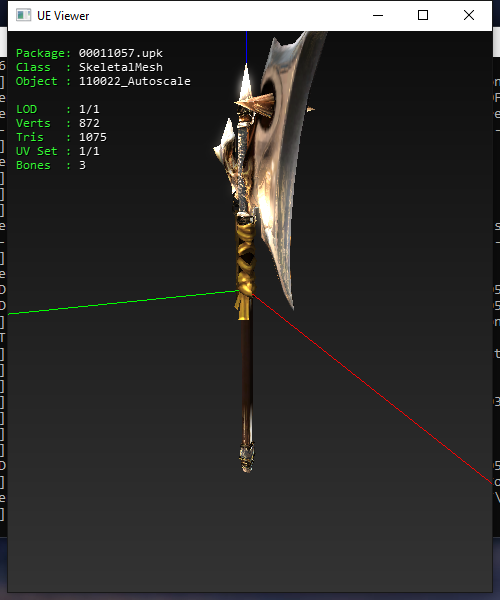 UE Viewer
Package: 00011057.upk
Class : SkeletalMesh
Object : 110022_Autoscale
LOD : 1/1
Verts : 872
Tris : 1075
UV Set : 1/1
Bones : 3